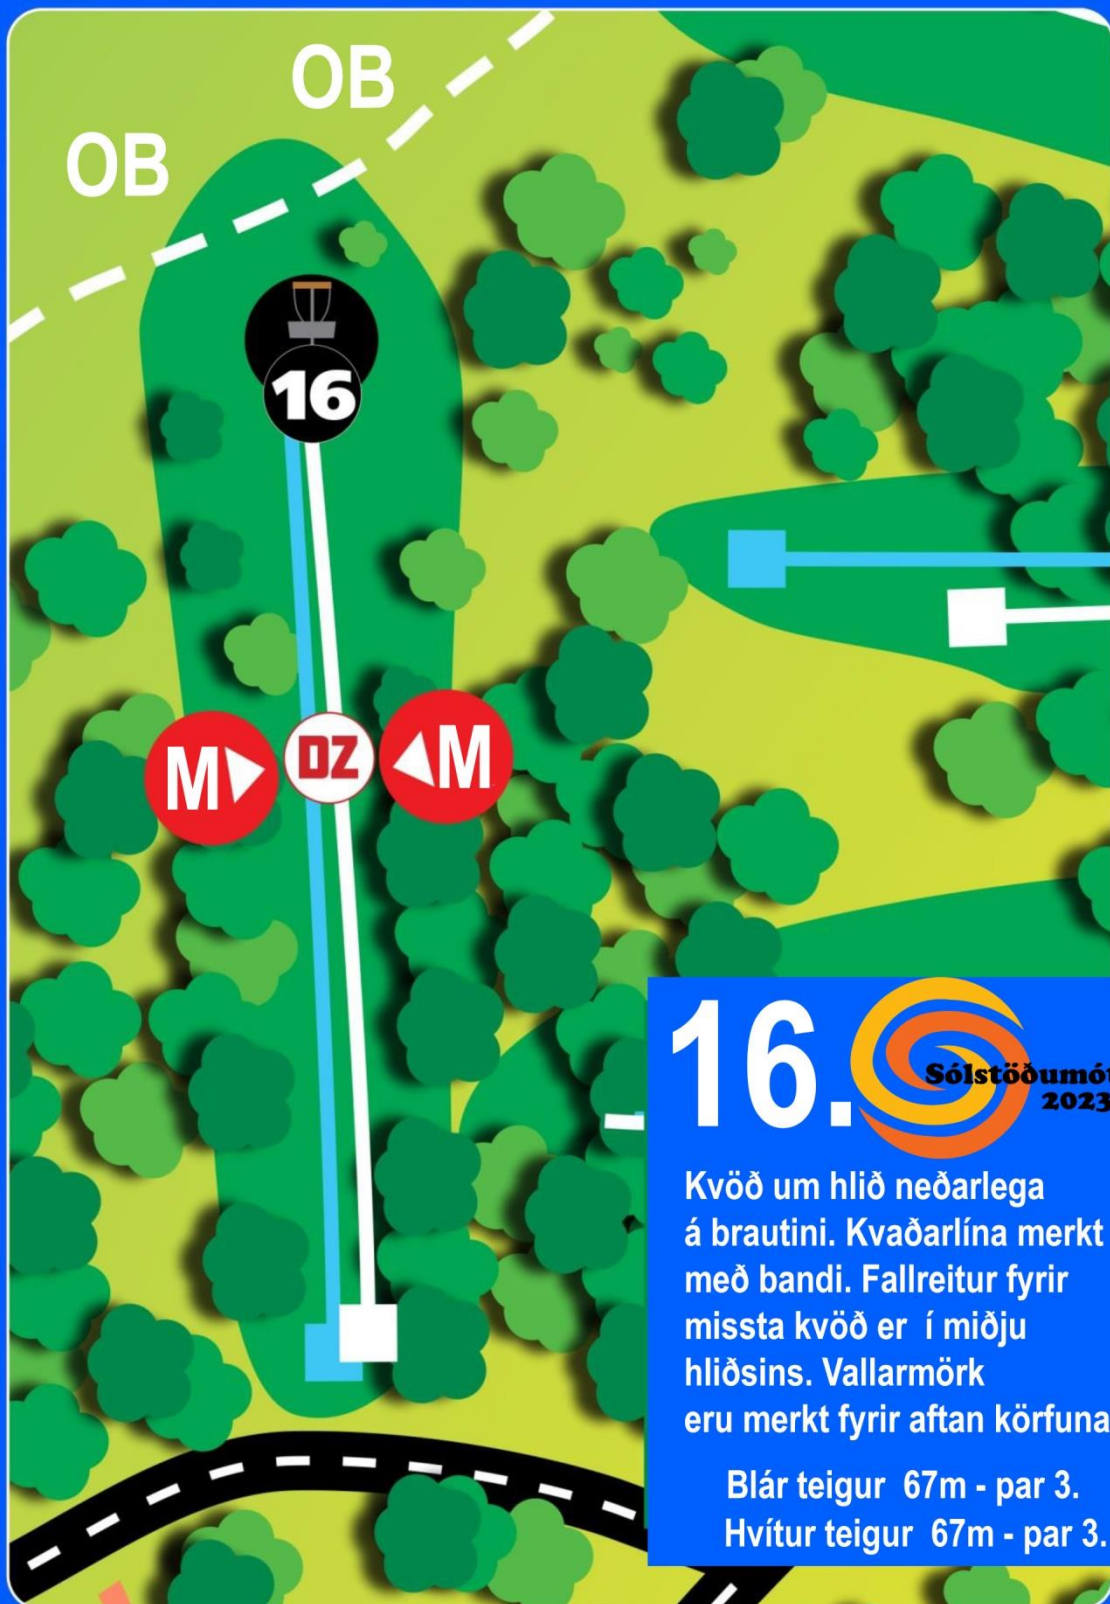 OB
OB
16
M
DZ
M
16.
Sólstöðumót
2023
Kvöð um hlið neðarlega
á brautini. Kvaðarlína merkt
með bandi. Fallreitur fyrir
missta kvöð er í miðju
hliðsins. Vallarmörk
eru merkt fyrir aftan körfuna
Blár teigur 67m - par 3.
Hvítur teigur 67m - par 3.